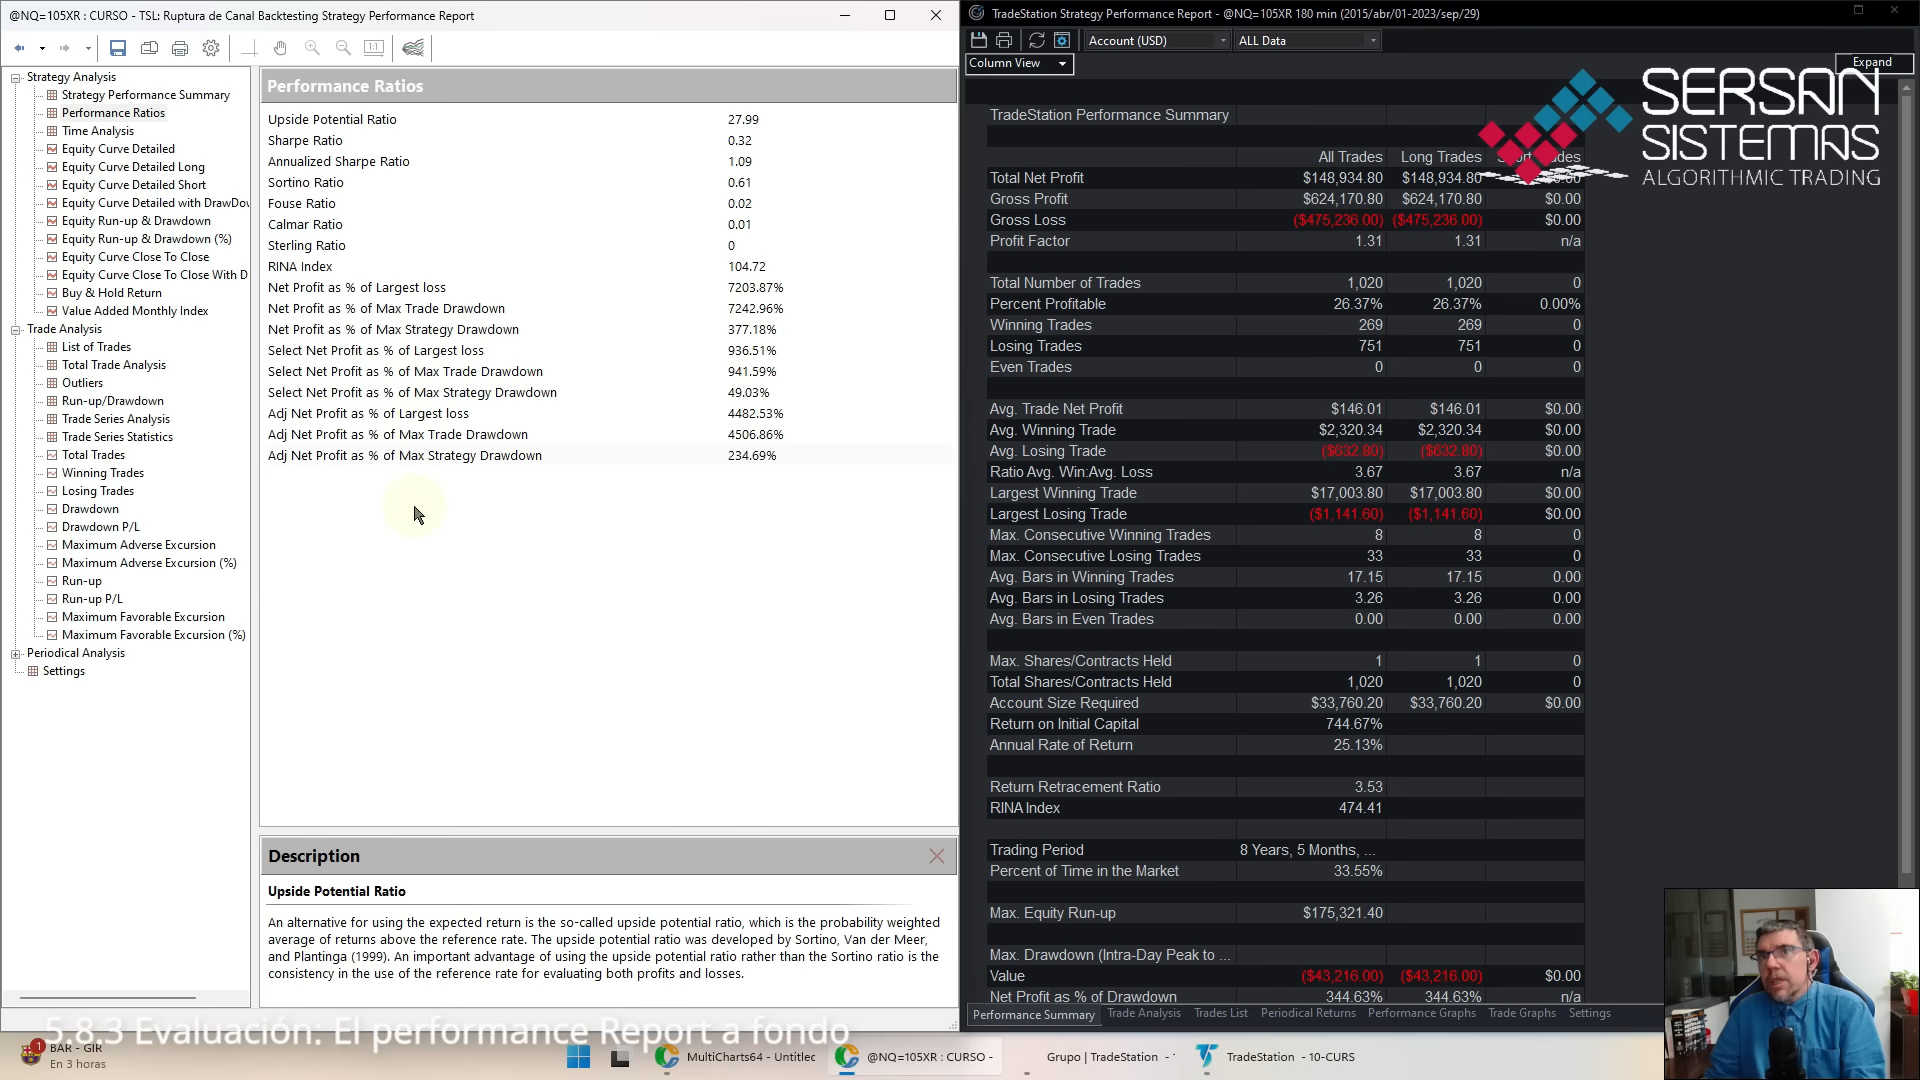 @NQ=105XR : CURSO - TSL: Ruptura de Canal Backtesting Strategy Performance Report
Strategy Analysis
Strategy Performance Summary
Performance Ratios
Time Analysis
Equity Curve Detailed
Equity Curve Detailed Long
Equity Curve Detailed Short
Equity Curve Detailed with DrawDov
Equity Run-up & Drawdown
Equity Run-up & Drawdown (%)
Equity Curve Close To Close
Equity Curve Close To Close With D
Buy & Hold Return
Value Added Monthly Index
Trade Analysis
List of Trades
Total Trade Analysis
Outliers
Run-up/Drawdown
Trade Series Analysis
Trade Series Statistics
Total Trades
Winning Trades
Losing Trades
Drawdown
Drawdown P/L
Maximum Adverse Excursion
Maximum Adverse Excursion (%)
Run-up
Run-up P/L
Maximum Favorable Excursion
Maximum Favorable Excursion (%)
Periodical Analysis
Settings
Performance Ratios
Upside Potential Ratio 27.99
Sharpe Ratio 0.32
Annualized Sharpe Ratio 1.09
Sortino Ratio 0.61
Fouse Ratio 0.02
Calmar Ratio 0.01
Sterling Ratio 0
RINA Index 104.72
Net Profit as % of Largest loss 7203.87%
Net Profit as % of Max Trade Drawdown 7242.96%
Net Profit as % of Max Strategy Drawdown 377.18%
Select Net Profit as % of Largest loss 936.51%
Select Net Profit as % of Max Trade Drawdown 941.59%
Select Net Profit as % of Max Strategy Drawdown 49.03%
Adj Net Profit as % of Largest loss 4482.53%
Adj Net Profit as % of Max Trade Drawdown 4506.86%
Adj Net Profit as % of Max Strategy Drawdown 234.69%
Description
Upside Potential Ratio
An alternative for using the expected return is the so-called upside potential ratio, which is the probability weighted
average of returns above the reference rate. The upside potential ratio was developed by Sortino, Van der Meer,
and Plantinga (1999). An important advantage of using the upside potential ratio rather than the Sortino ratio is the
consistency in the use of the reference rate for evaluating both profits and losses.
TradeStation Strategy Performance Report - @NQ=105XR 180 min (2015/abr/01-2023/sep/29)
Account (USD) ALL Data
Column View Expand
SERSAN
SISTEMAS
ALGORITHMIC TRADING
TradeStation Performance Summary
All Trades Long Trades
Total Net Profit $148,934.80 $148,934.80 $0.00
Gross Profit $624,170.80 $624,170.80 $0.00
Gross Loss ($475,236.00) ($475,236.00) $0.00
Profit Factor 1.31 1.31 n/a
Total Number of Trades 1,020 1,020 0
Percent Profitable 26.37% 26.37% 0.00%
Winning Trades 269 269 0
Losing Trades 751 751 0
Even Trades 0 0 0
Avg. Trade Net Profit $146.01 $146.01 $0.00
Avg. Winning Trade $2,320.34 $2,320.34 $0.00
Avg. Losing Trade ($632.80) ($632.80) $0.00
Ratio Avg. Win:Avg. Loss 3.67 3.67 n/a
Largest Winning Trade $17,003.80 $17,003.80 $0.00
Largest Losing Trade ($1,141.60) ($1,141.60) $0.00
Max. Consecutive Winning Trades 8 8 0
Max. Consecutive Losing Trades 33 33 0
Avg. Bars in Winning Trades 17.15 17.15 0.00
Avg. Bars in Losing Trades 3.26 3.26 0.00
Avg. Bars in Even Trades 0.00 0.00 0.00
Max. Shares/Contracts Held 1 1 0
Total Shares/Contracts Held 1,020 1,020 0
Account Size Required $33,760.20 $33,760.20 $0.00
Return on Initial Capital 744.67%
Annual Rate of Return 25.13%
Return Retracement Ratio 3.53
RINA Index 474.41
Trading Period 8 Years, 5 Months, ...
Percent of Time in the Market 33.55%
Max. Equity Run-up $175,321.40
Max. Drawdown (Intra-Day Peak to ...
Value ($43,216.00) ($43,216.00) $0.00
Net Profit as % of Drawdown 344.63% 344.63% n/a
Performance Summary Trade Analysis Trades List Periodical Returns Performance Graphs Trade Graphs Settings
5.8.3 Evaluación: El performance Report a fondo
1 BAR - GIR
En 3 horas
MultiCharts64 - Untitlec
@NQ=105XR : CURSO -
Grupo | TradeStation -
TradeStation - 10-CURS